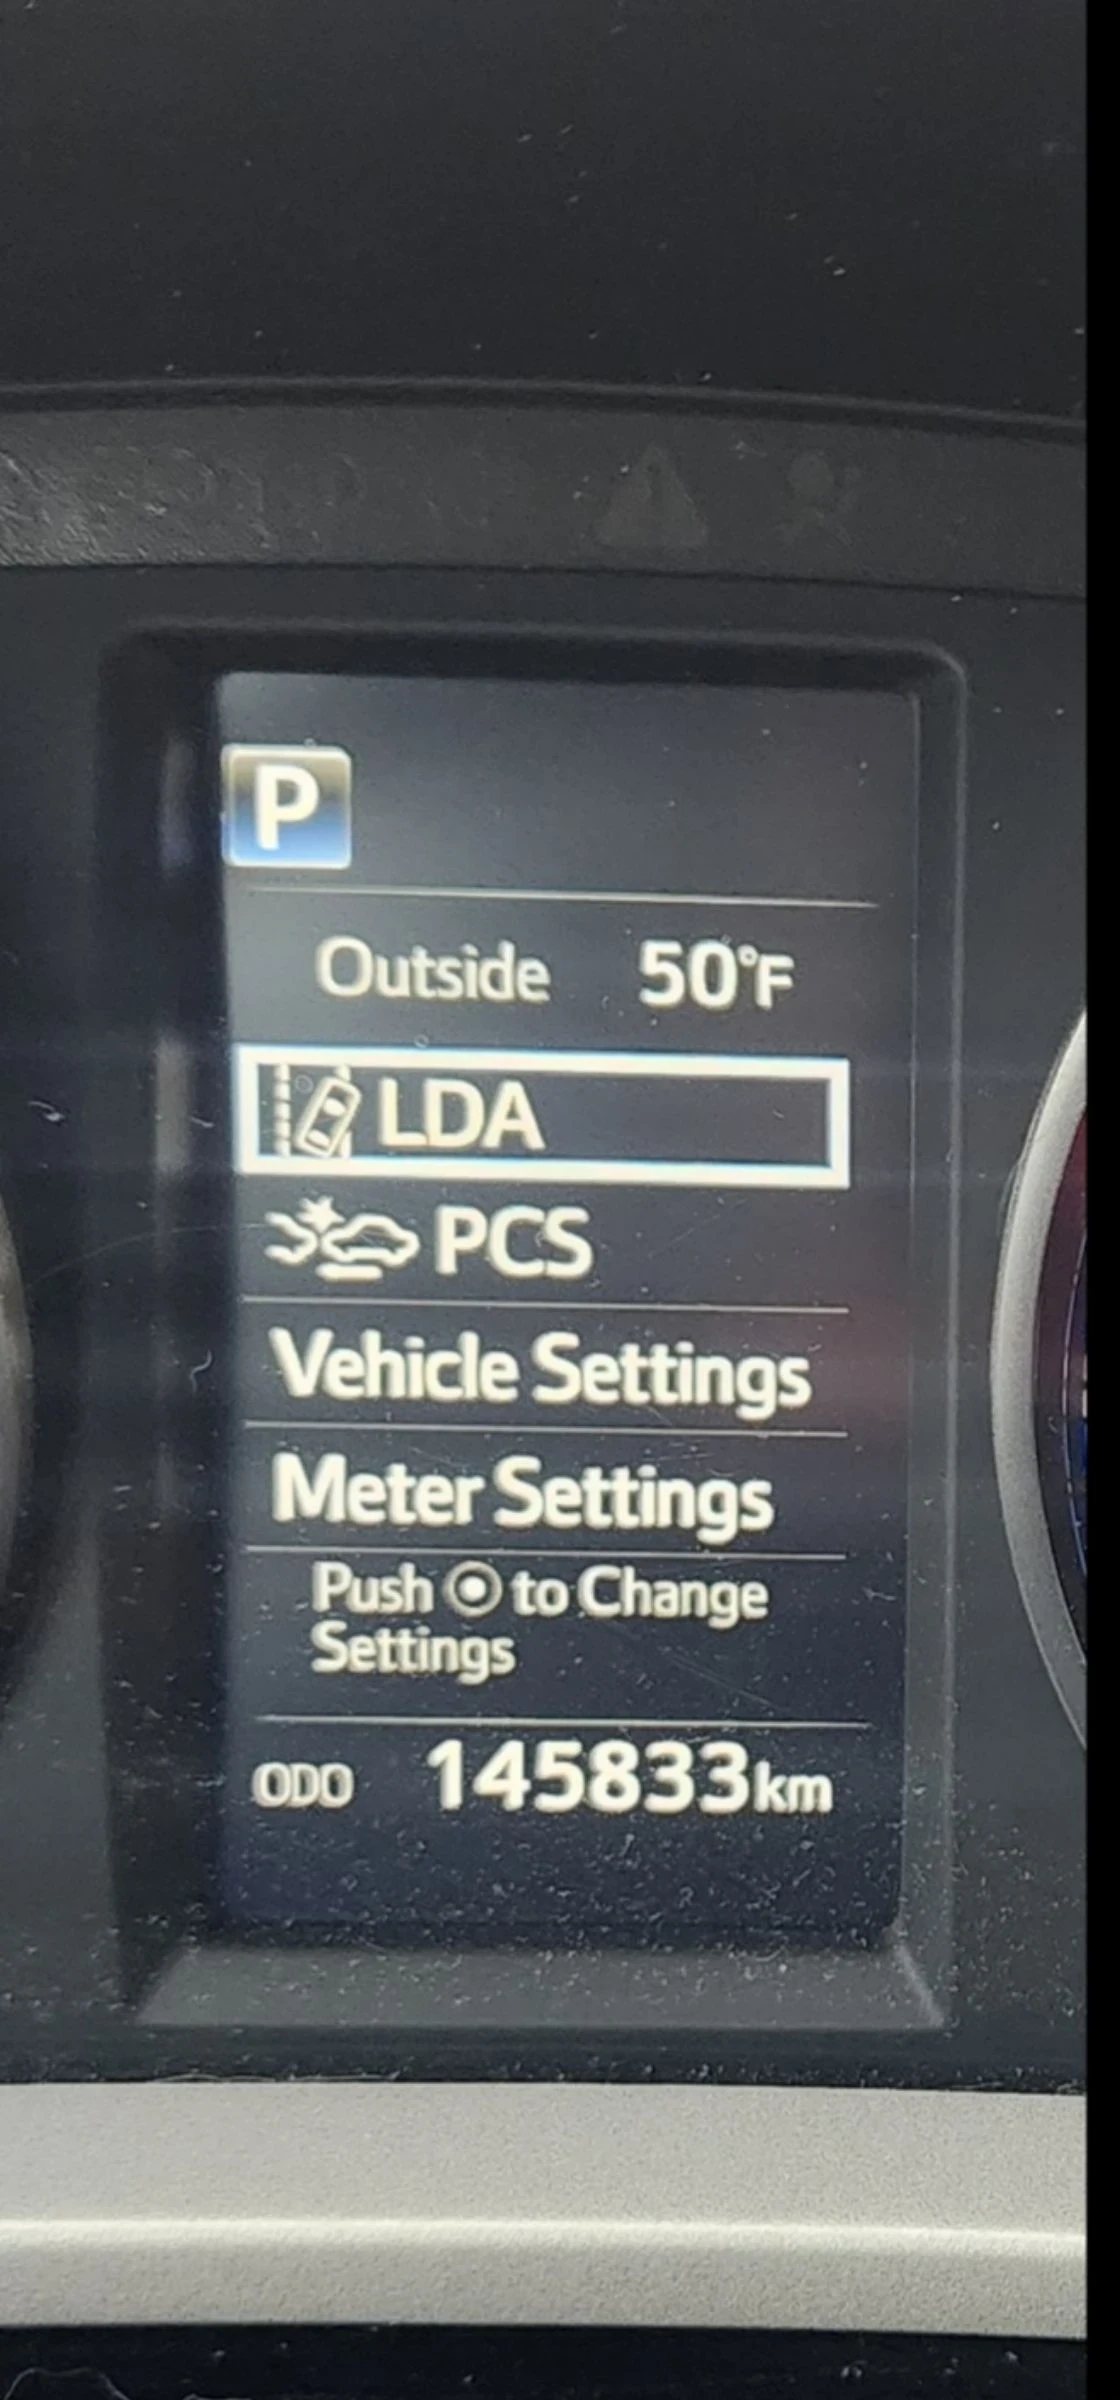 P
Outside 50°F
LDA
PCS
Vehicle Settings
Meter Settings
Push ⊙ to Change
Settings
ODO 145833km